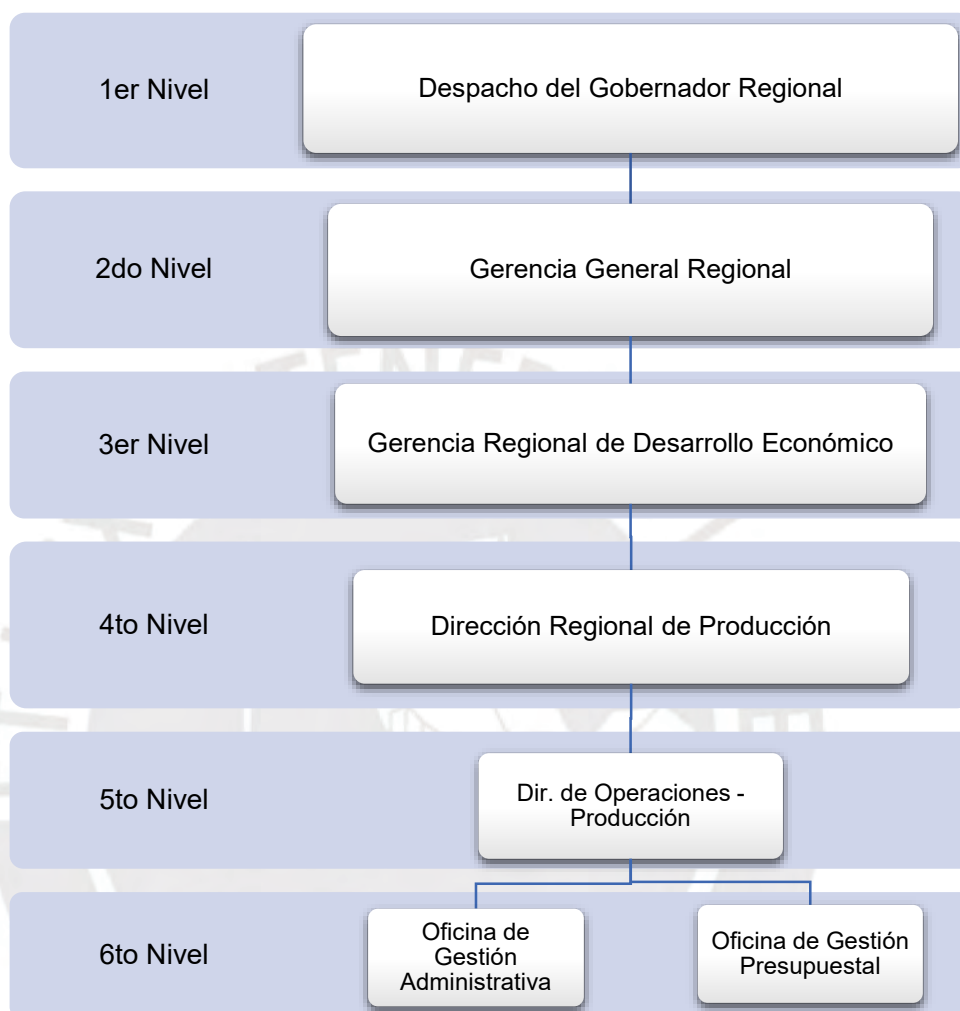 1er Nivel
Despacho del Gobernador Regional
2do Nivel
Gerencia General Regional
3er Nivel
Gerencia Regional de Desarrollo Económico
4to Nivel
Dirección Regional de Producción
5to Nivel
Dir. de Operaciones -
Producción
6to Nivel
Oficina de
Gestión
Administrativa
Oficina de Gestión
Presupuestal